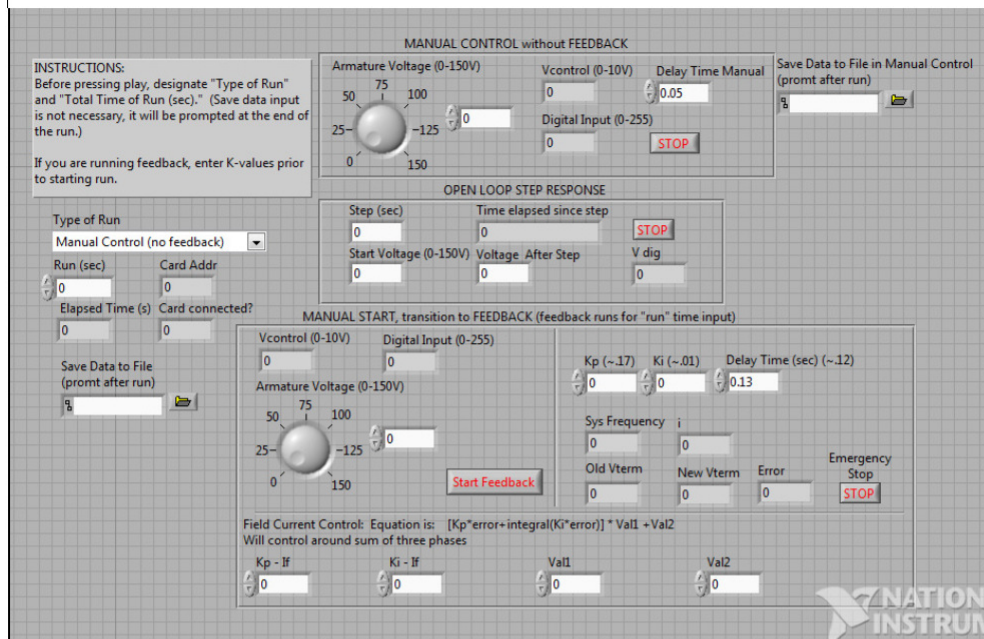 MANUAL CONTROL without FEEDBACK
INSTRUCTIONS:
Before pressing play, designate "Type of Run"
and "Total Time of Run (sec)." (Save data input
is not necessary, it will be prompted at the end of
the run.)
If you are running feedback, enter K-values prior
to starting run.
Armature Voltage (0-150V)
75
50 100
25 125
0 150
0
Vcontrol (0-10V)
0
Delay Time Manual
0.05
Digital Input (0-255)
0
STOP
Save Data to File in Manual Control
(promt after run)
OPEN LOOP STEP RESPONSE
Step (sec)
0
Time elapsed since step
0
STOP
Start Voltage (0-150V)
0
Voltage After Step
0
V dig
0
Type of Run
Manual Control (no feedback)
Run (sec)
0
Card Addr
0
Elapsed Time (s)
0
Card connected?
0
Save Data to File
(promt after run)
MANUAL START, transition to FEEDBACK (feedback runs for "run" time input)
Vcontrol (0-10V)
0
Digital Input (0-255)
0
Armature Voltage (0-150V)
75
50 100
25 125
0 150
0
Start Feedback
Kp (~.17)
0
Ki (~.01)
0
Delay Time (sec) (~.12)
0.13
Sys Frequency
0
i
0
Old Vterm
0
New Vterm
0
Error
0
Emergency
Stop
STOP
Field Current Control: Equation is: [Kp*error+integral(Ki*error)] * Val1 +Val2
Will control around sum of three phases
Kp - If
0
Ki - If
0
Val1
0
Val2
0
NATION
INSTRUM